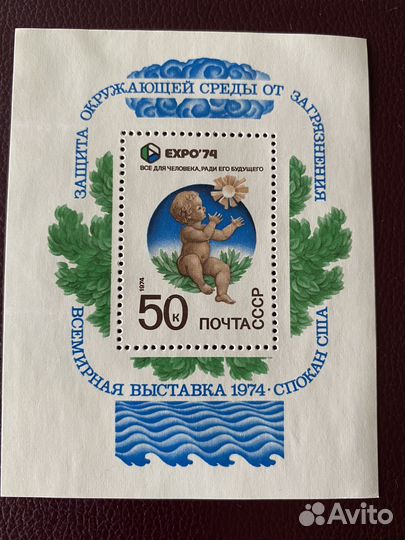 ЗАЩИТА ОКРУЖАЮЩЕЙ СРЕДЫ ОТ ЗАГРЯЗНЕНИЯ
EXPO'74
ВСЕ ДЛЯ ЧЕЛОВЕКА, РАДИ ЕГО БУДУЩЕГО
1974
50 К ПОЧТА СССР
ВСЕМИРНАЯ ВЫСТАВКА 1974 · СПОКАН США
Avito